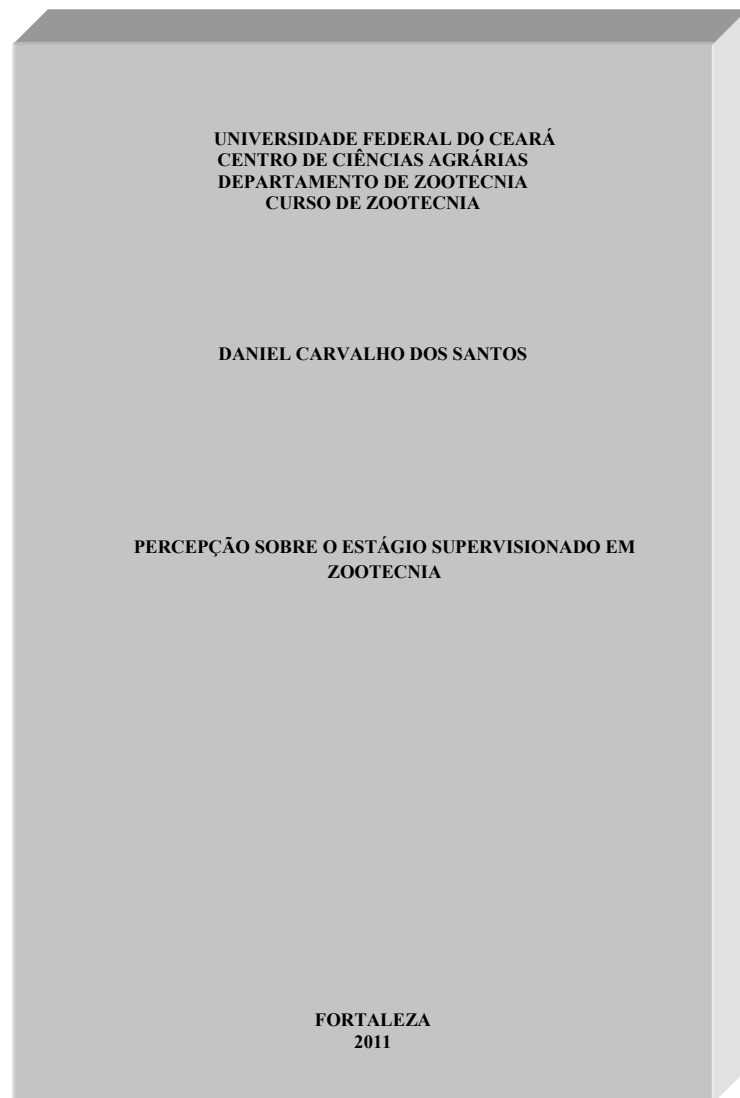 UNIVERSIDADE FEDERAL DO CEARÁ
CENTRO DE CIÊNCIAS AGRÁRIAS
DEPARTAMENTO DE ZOOTECNIA
CURSO DE ZOOTECNIA
DANIEL CARVALHO DOS SANTOS
PERCEPÇÃO SOBRE O ESTÁGIO SUPERVISIONADO EM
ZOOTECNIA
FORTALEZA
2011